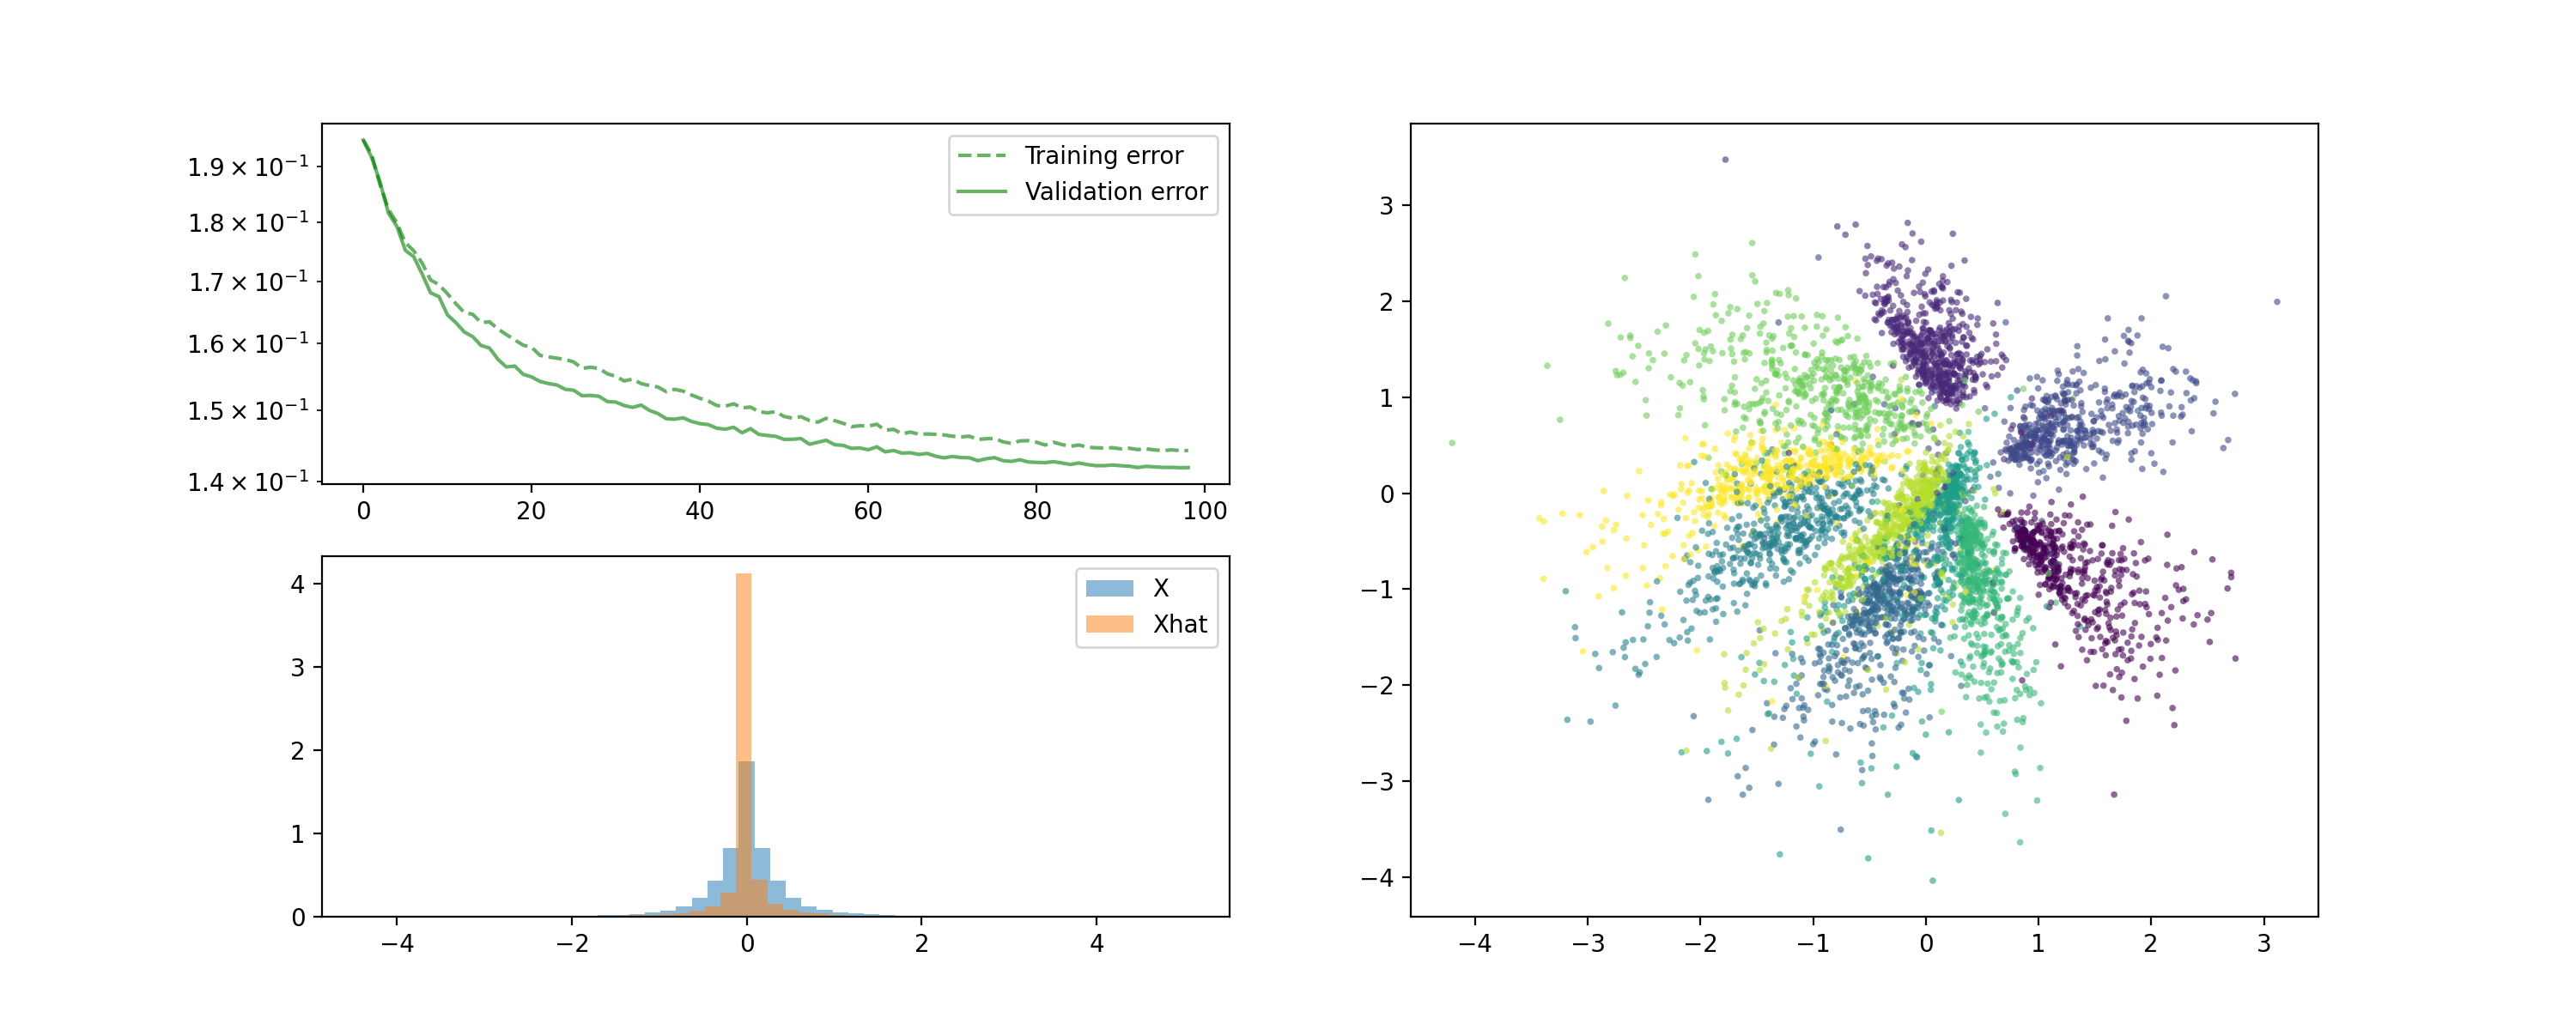 1.9 × 10⁻¹
1.8 × 10⁻¹
1.7 × 10⁻¹
1.6 × 10⁻¹
1.5 × 10⁻¹
1.4 × 10⁻¹
0 20 40 60 80 100
Training error
Validation error
4
3
2
1
0
−4 −2 0 2 4
X
Xhat
3
2
1
0
−1
−2
−3
−4
−4 −3 −2 −1 0 1 2 3